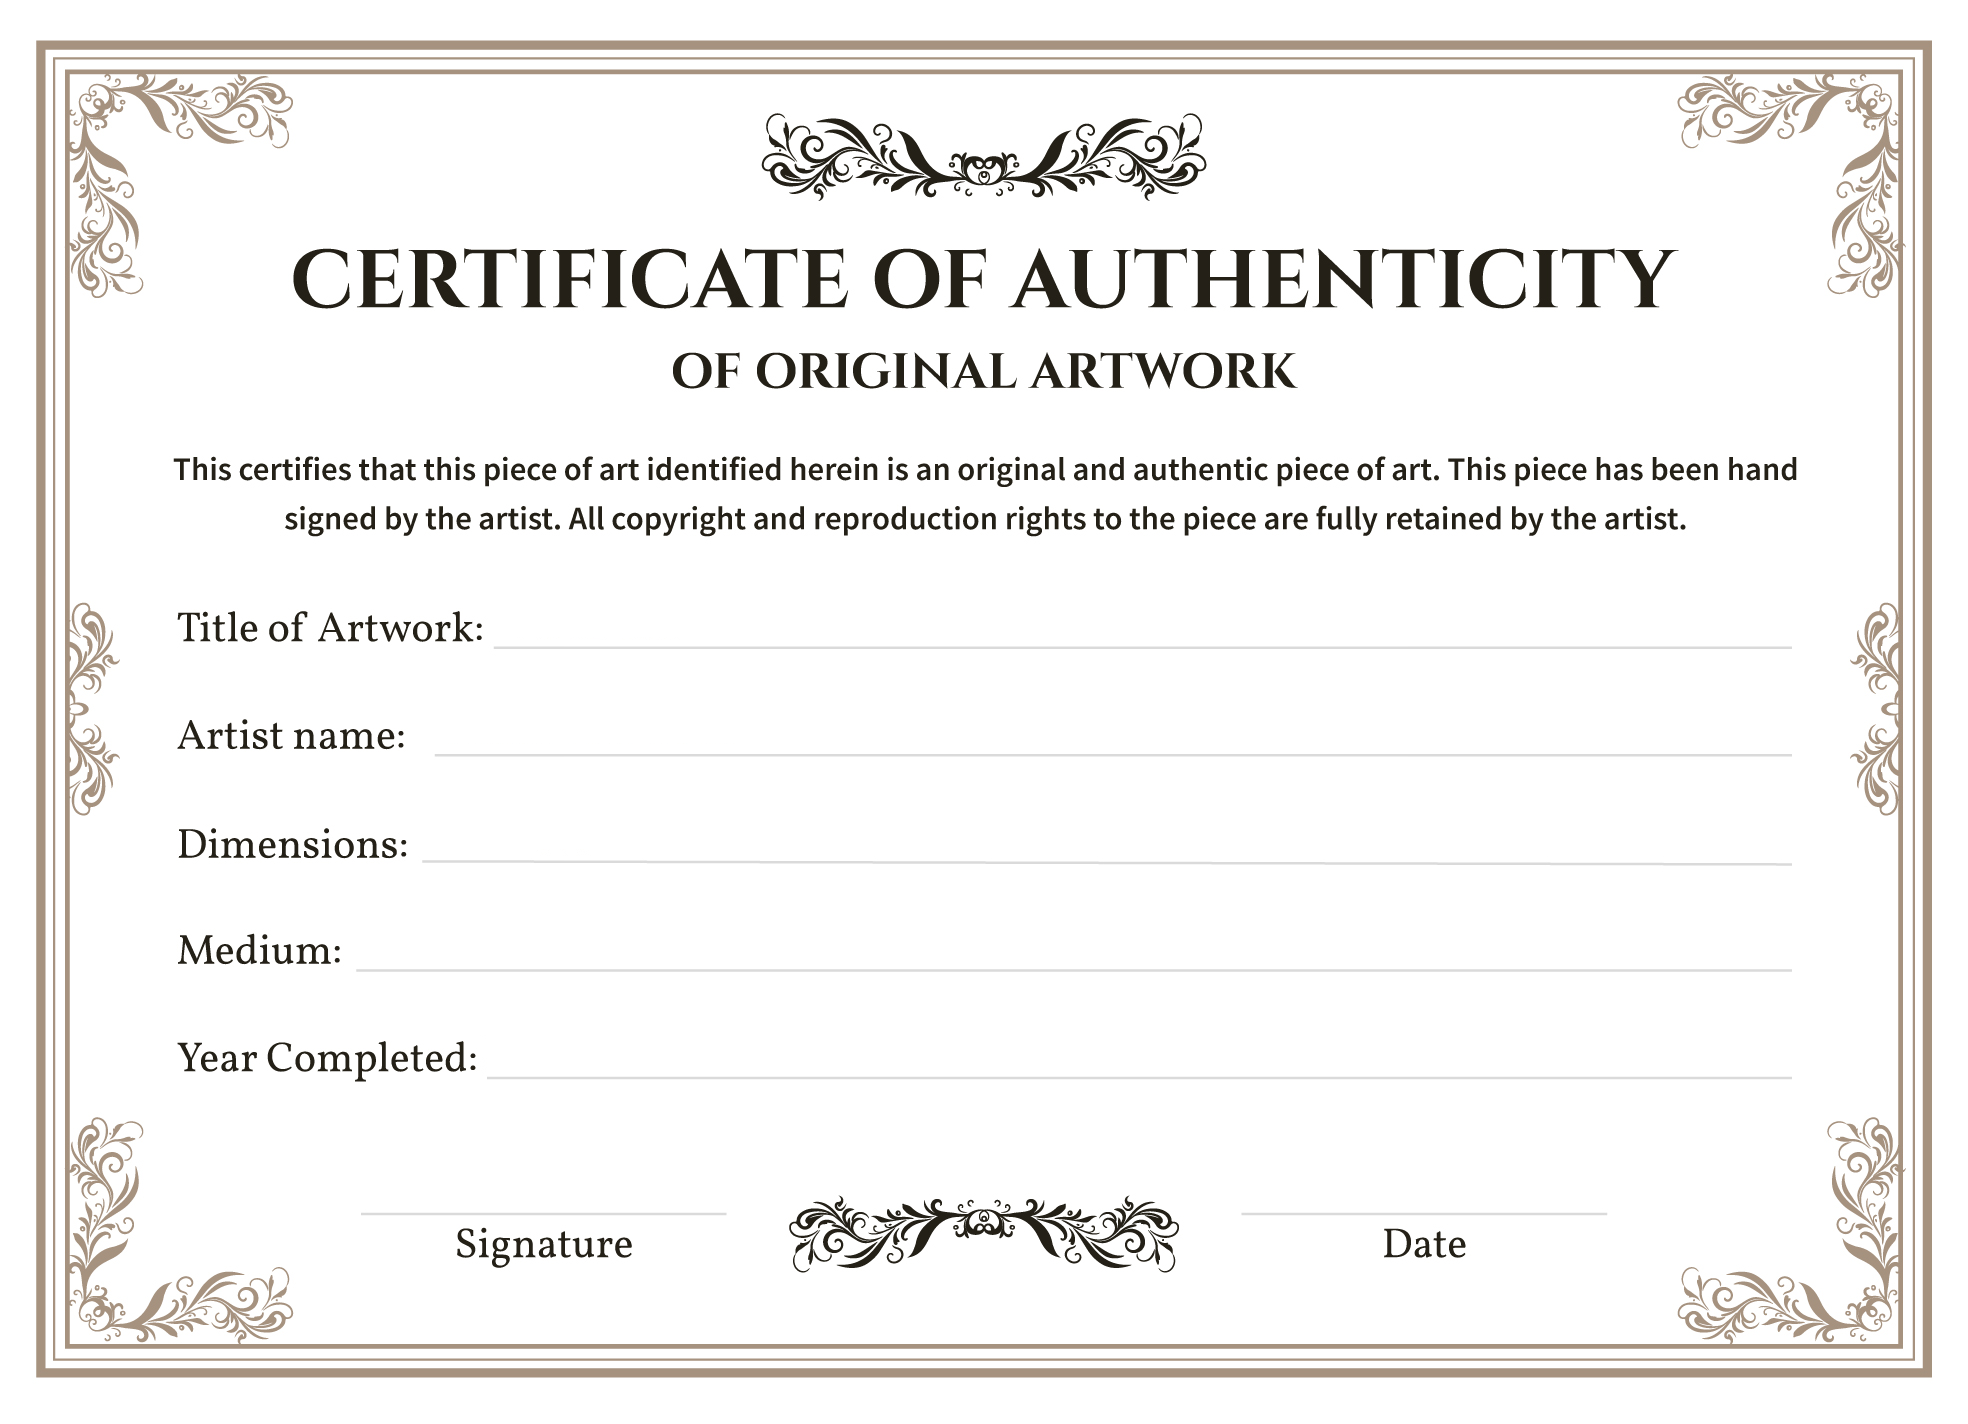 CERTIFICATE OF AUTHENTICITY
OF ORIGINAL ARTWORK
This certifies that this piece of art identified herein is an original and authentic piece of art. This piece has been hand
signed by the artist. All copyright and reproduction rights to the piece are fully retained by the artist.
Title of Artwork:
Artist name:
Dimensions:
Medium:
Year Completed:
Signature
Date